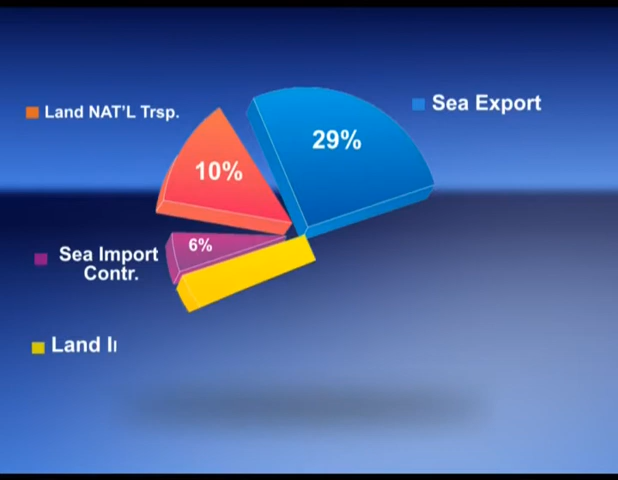 Land NAT'L Trsp.
10%
29%
Sea Export
Sea Import
Contr.
6%
Land